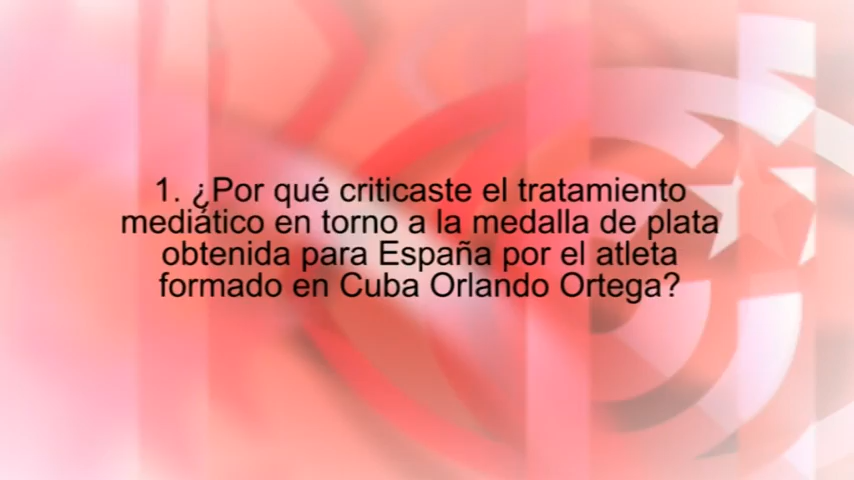 1. ¿Por qué criticaste el tratamiento
mediático en torno a la medalla de plata
obtenida para España por el atleta
formado en Cuba Orlando Ortega?